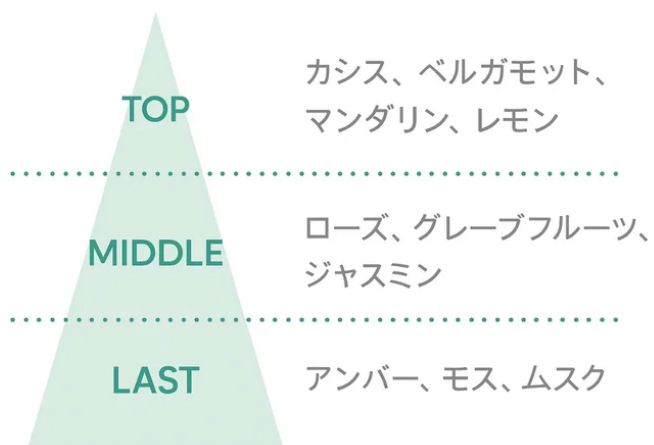 TOP
カシス、ベルガモット、
マンダリン、レモン
MIDDLE
ローズ、グレープフルーツ、
ジャスミン
LAST
アンバー、モス、ムスク